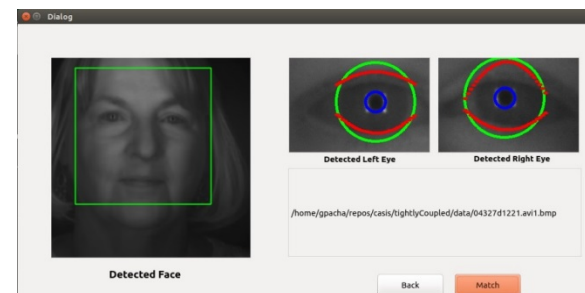 Dialog
Detected Left Eye
Detected Right Eye
/home/gpacha/repos/casis/tightlyCoupled/data/04327d1221.avi1.bmp
Detected Face
Back
Match